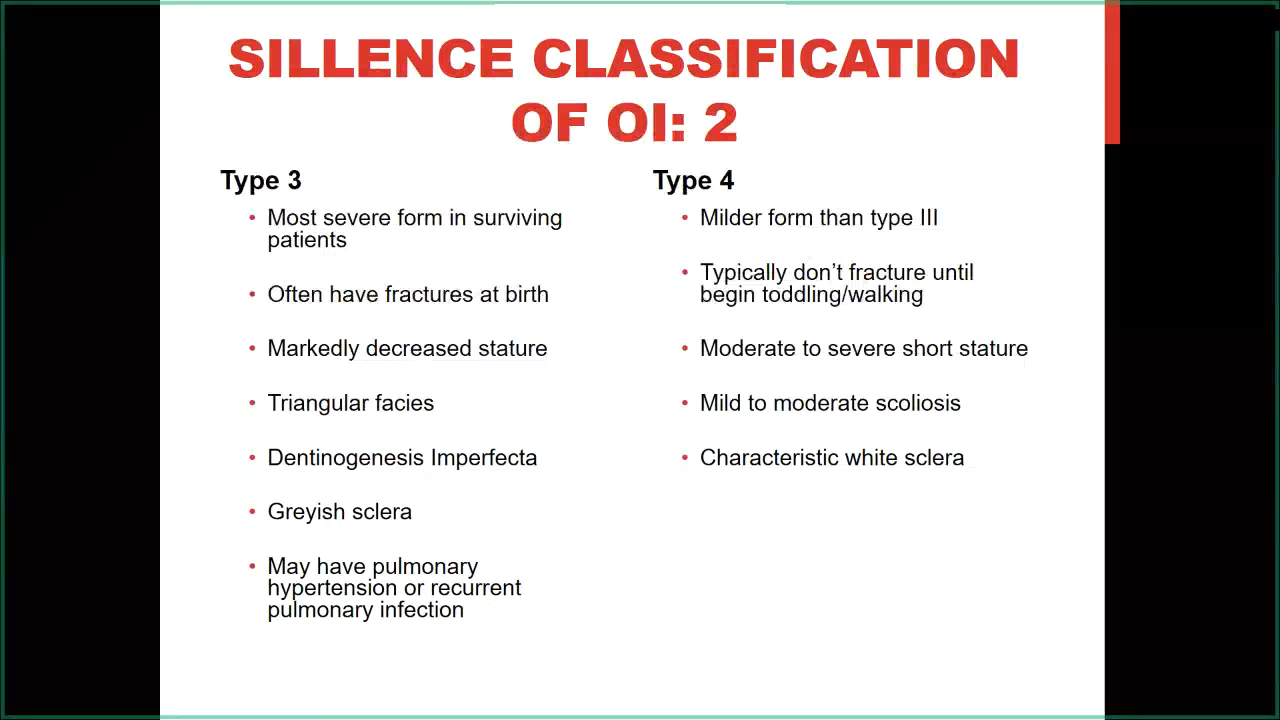 SILLENCE CLASSIFICATION
OF OI: 2
Type 3
• Most severe form in surviving
patients
• Often have fractures at birth
• Markedly decreased stature
• Triangular facies
• Dentinogenesis Imperfecta
• Greyish sclera
• May have pulmonary
hypertension or recurrent
pulmonary infection
Type 4
• Milder form than type III
• Typically don’t fracture until
begin toddling/walking
• Moderate to severe short stature
• Mild to moderate scoliosis
• Characteristic white sclera